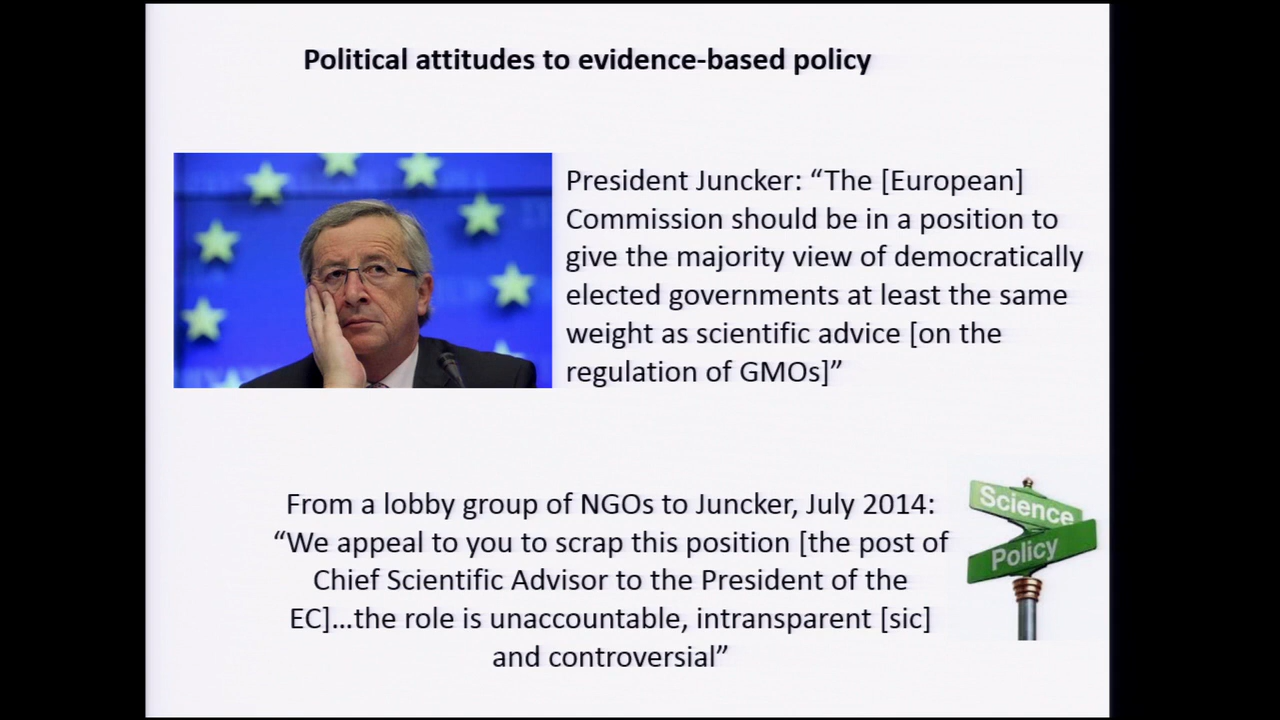 Political attitudes to evidence-based policy
President Juncker: “The [European]
Commission should be in a position to
give the majority view of democratically
elected governments at least the same
weight as scientific advice [on the
regulation of GMOs]”
From a lobby group of NGOs to Juncker, July 2014:
“We appeal to you to scrap this position [the post of
Chief Scientific Advisor to the President of the
EC]…the role is unaccountable, intransparent [sic]
and controversial”
Science
Policy